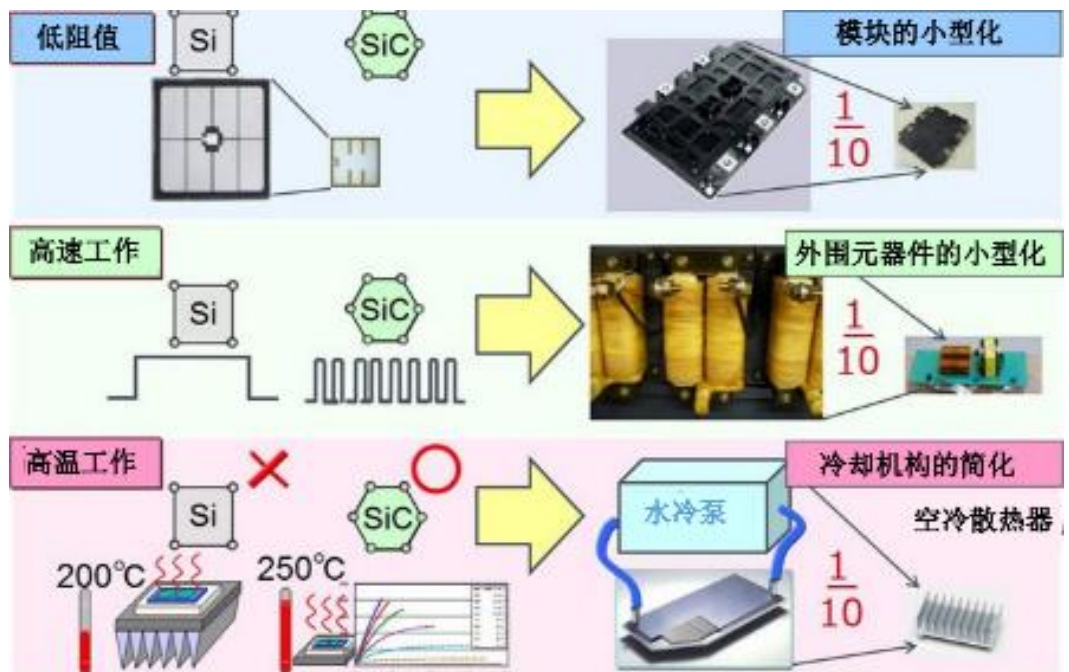 低阻值
Si
SiC
模块的小型化
1
10
高速工作
Si
SiC
外围元器件的小型化
1
10
高温工作
Si
SiC
冷却机构的简化
200℃
250℃
水冷泵
空冷散热器
1
10